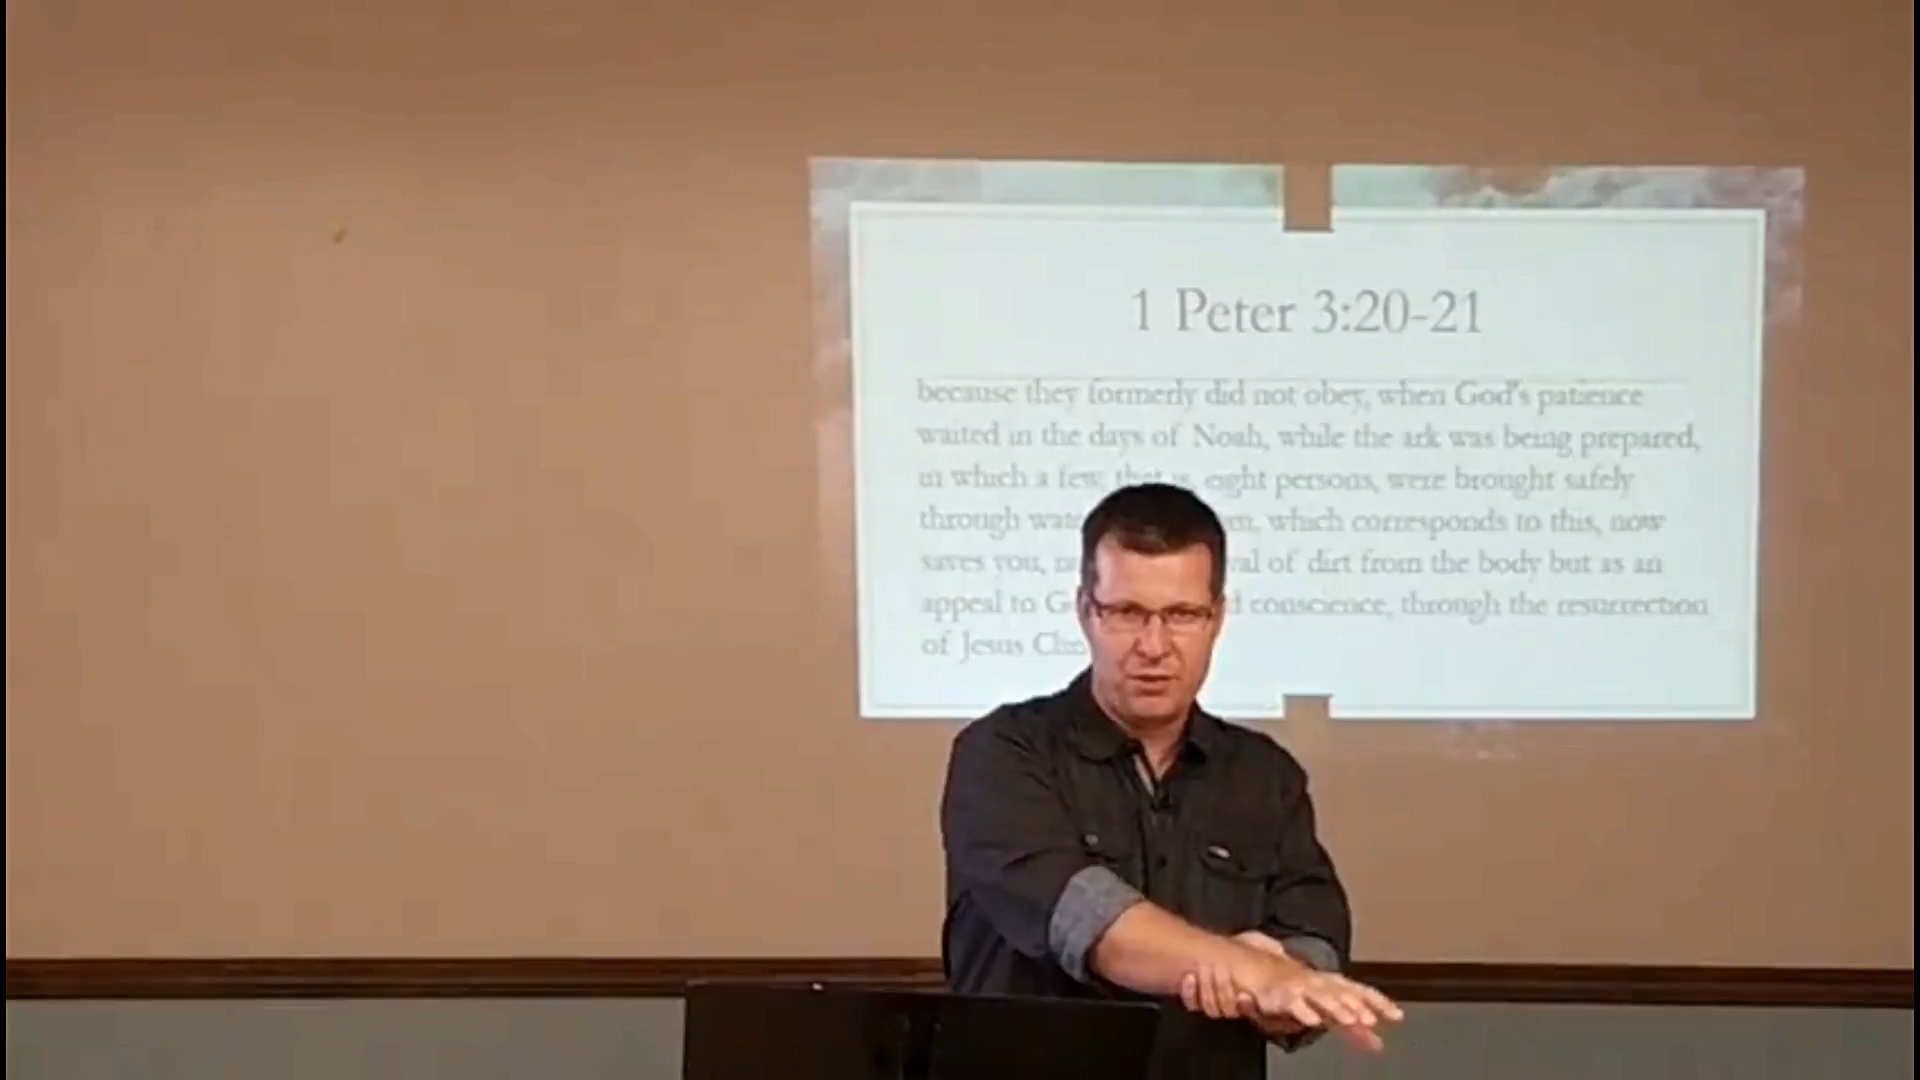 1 Peter 3:20-21
because they formerly did not obey, when God's patience
waited in the days of Noah, while the ark was being prepared,
in which a few, that is, eight persons, were brought safely
through which corresponds to this, now
saves you, of dirt from the body but as an
appeal to conscience, through the resurrection
of Jesus